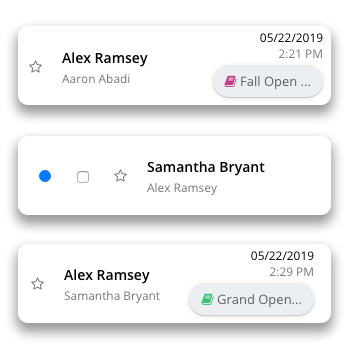 Alex Ramsey
Aaron Abadi
05/22/2019
2:21 PM
Fall Open ...
Samantha Bryant
Alex Ramsey
Alex Ramsey
Samantha Bryant
05/22/2019
2:29 PM
Grand Open...